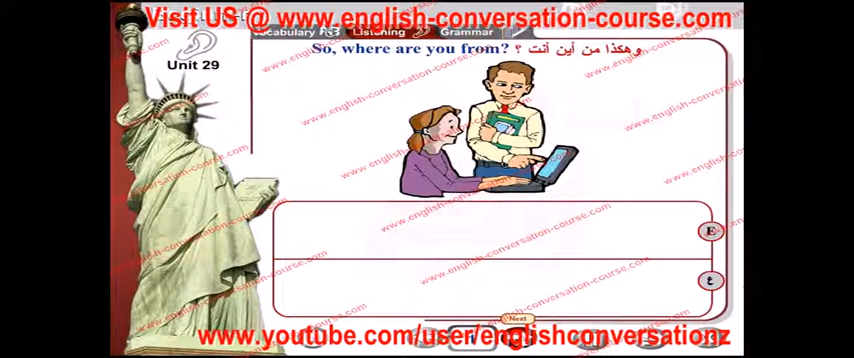 Visit US @ www.english-conversation-course.com
Vocabulary Listening Grammar
Unit 29
So, where are you from? وهكذا من أين أنت ؟
E
ع
Next
www.youtube.com/user/englishconversationz